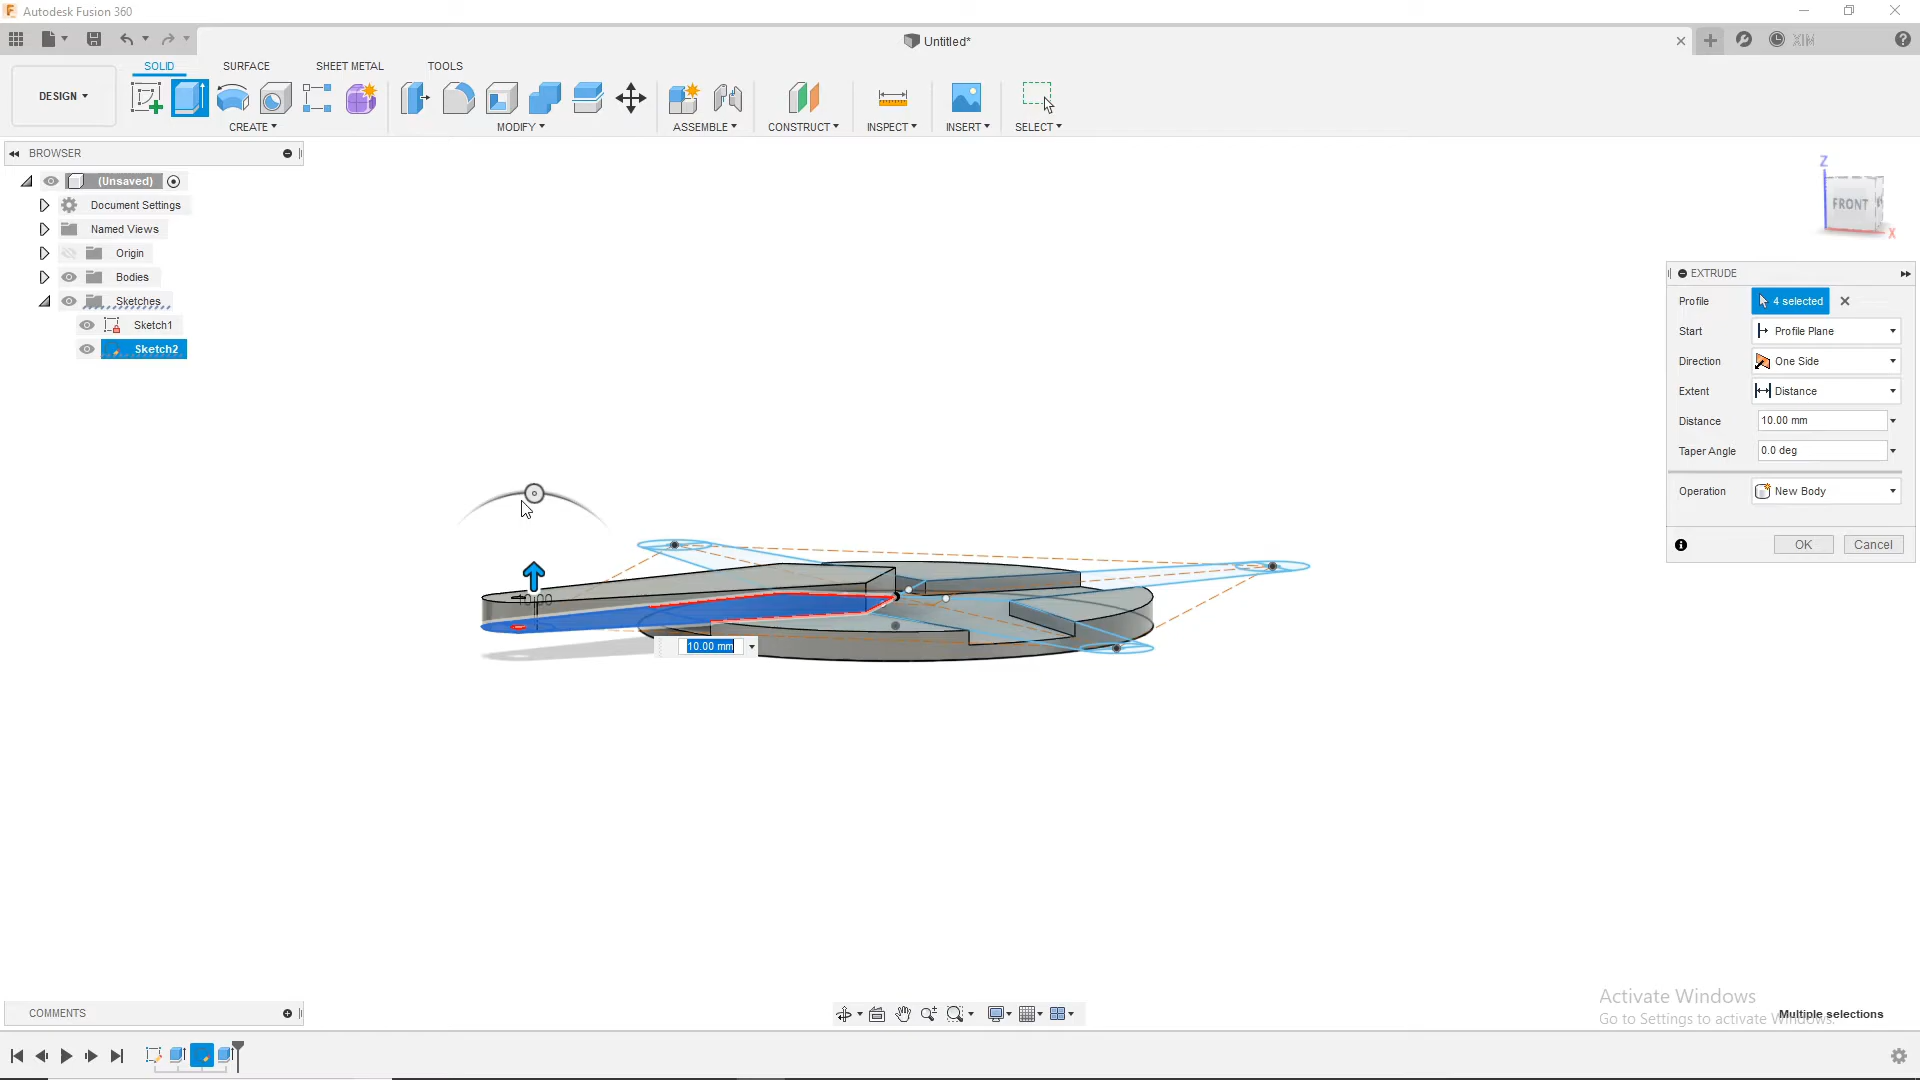 Autodesk Fusion 360
Untitled*
XIM
DESIGN
SOLID
SURFACE
SHEET METAL
TOOLS
CREATE
MODIFY
ASSEMBLE
CONSTRUCT
INSPECT
INSERT
SELECT
BROWSER
(Unsaved)
Document Settings
Named Views
Origin
Bodies
Sketches
Sketch1
Sketch2
Z
FRONT
X
EXTRUDE
Profile
4 selected
Start
Profile Plane
Direction
One Side
Extent
Distance
Distance
10.00 mm
Taper Angle
0.0 deg
Operation
New Body
OK
Cancel
10.00
10.00 mm
Activate Windows
Go to Settings to activate Windows.
Multiple selections
COMMENTS